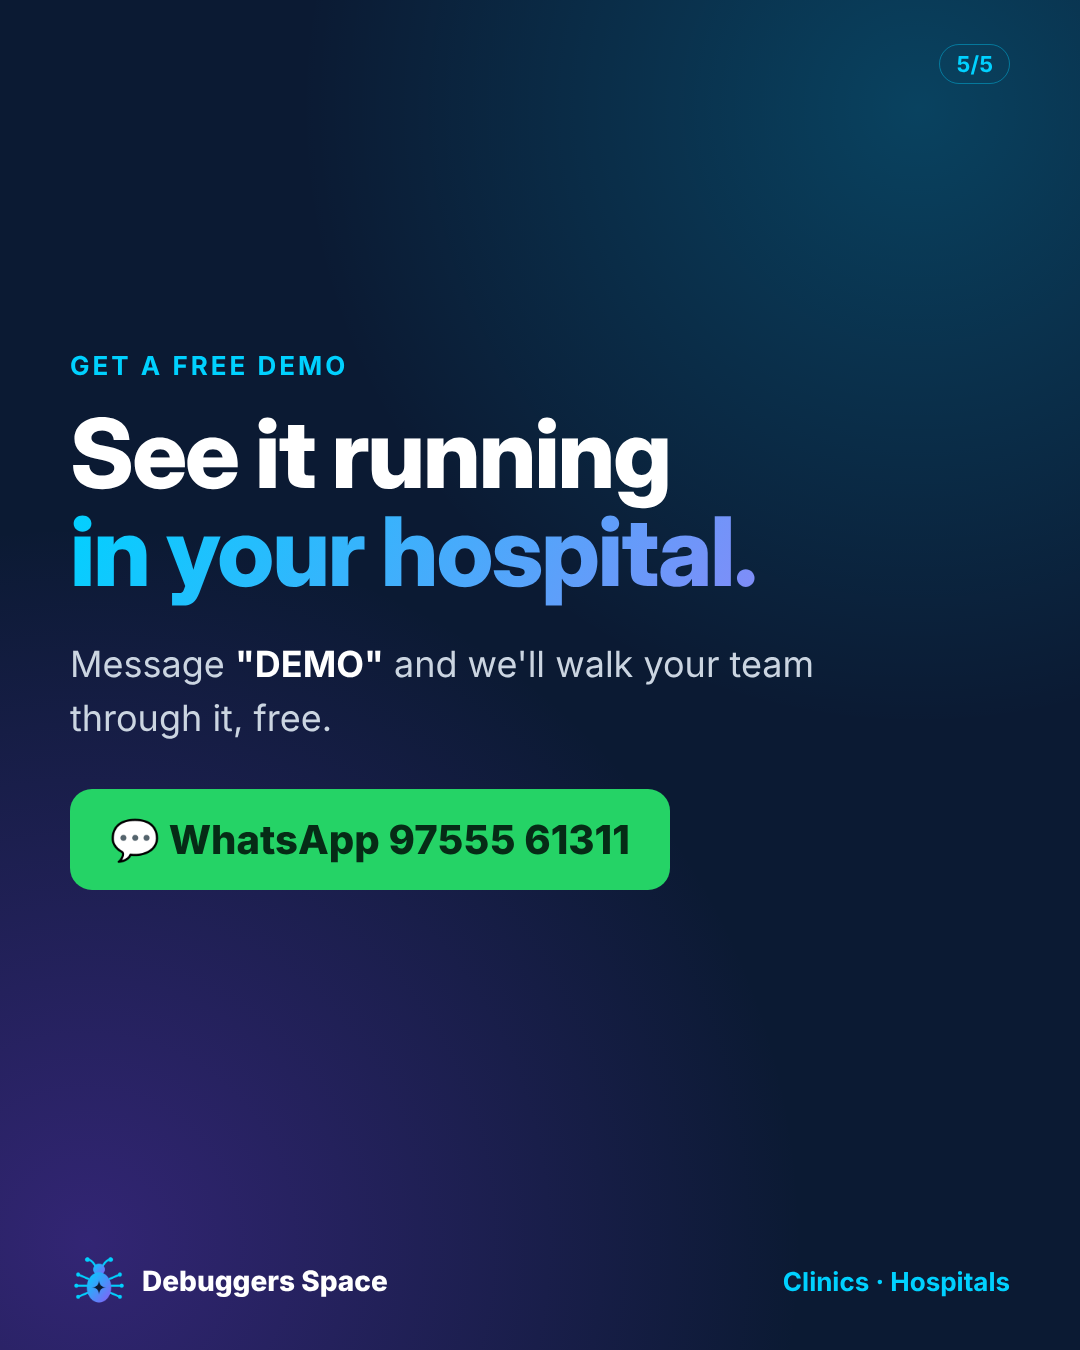 5/5
GET A FREE DEMO
See it running
in your hospital.
Message "DEMO" and we'll walk your team
through it, free.
💬 WhatsApp 97555 61311
Debuggers Space
Clinics · Hospitals